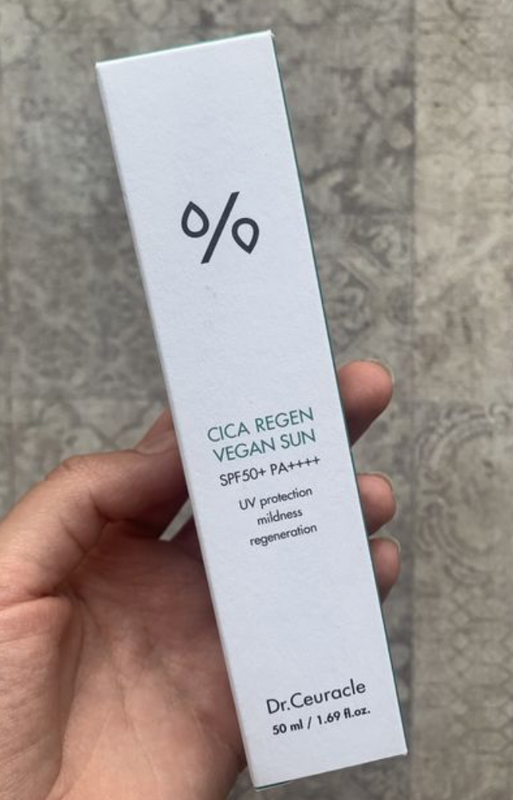 %
CICA REGEN
VEGAN SUN
SPF50+ PA++++
UV protection
mildness
regeneration
Dr.Ceuracle
50 ml / 1.69 fl.oz.